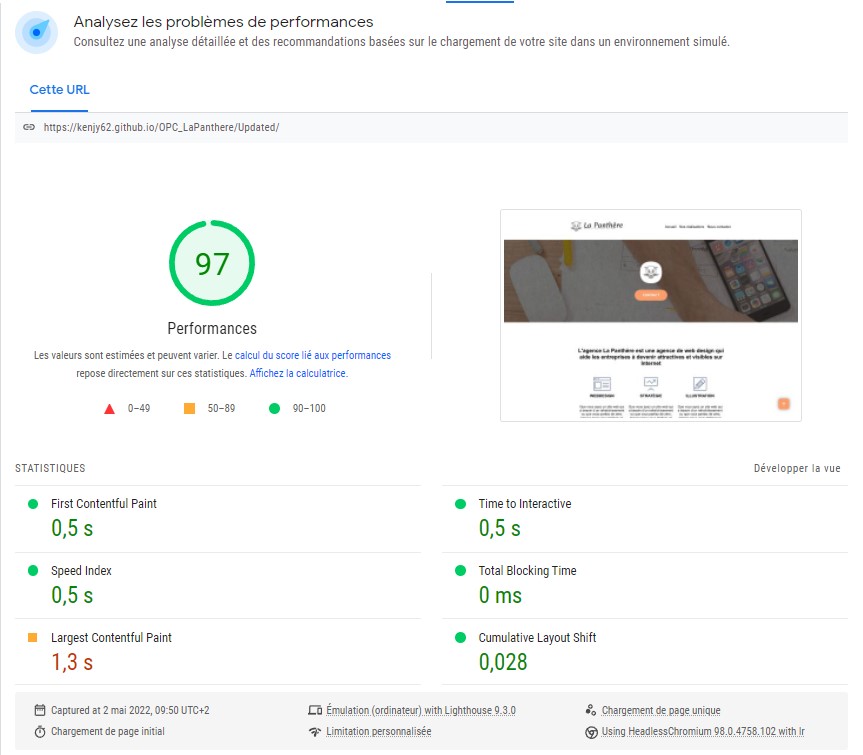 Analysez les problèmes de performances
Consultez une analyse détaillée et des recommandations basées sur le chargement de votre site dans un environnement simulé.
Cette URL
https://kenjy62.github.io/OPC_LaPanthere/Updated/
97
Performances
Les valeurs sont estimées et peuvent varier. Le calcul du score lié aux performances
repose directement sur ces statistiques. Affichez la calculatrice.
0–49
50–89
90–100
La Panthère
L'agence La Panthère est une agence de web design qui
aide les entreprises à devenir attractives et visibles sur
Internet
STATISTIQUES
Développer la vue
First Contentful Paint
0,5 s
Time to Interactive
0,5 s
Speed Index
0,5 s
Total Blocking Time
0 ms
Largest Contentful Paint
1,3 s
Cumulative Layout Shift
0,028
Captured at 2 mai 2022, 09:50 UTC+2
Émulation (ordinateur) with Lighthouse 9.3.0
Chargement de page unique
Chargement de page initial
Limitation personnalisée
Using HeadlessChromium 98.0.4758.102 with lr